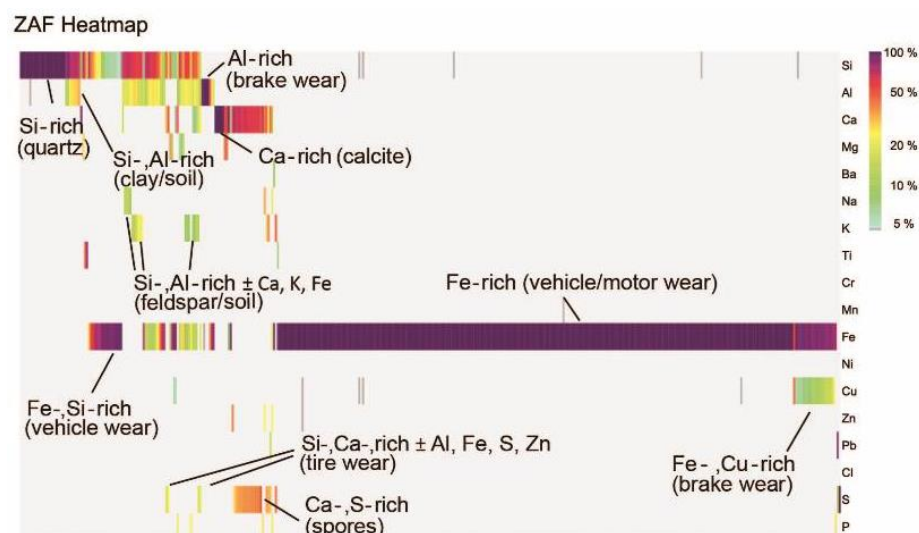 ZAF Heatmap
Al-rich
(brake wear)
Si-rich
(quartz)
Si-,Al-rich
(clay/soil)
Ca-rich (calcite)
Si-,Al-rich ± Ca, K, Fe
(feldspar/soil)
Fe-rich (vehicle/motor wear)
Fe-,Si-rich
(vehicle wear)
Si-,Ca-,rich ± Al, Fe, S, Zn
(tire wear)
Ca-,S-rich
(spores)
Fe- ,Cu-rich
(brake wear)
Si
Al
Ca
Mg
Ba
Na
K
Ti
Cr
Mn
Fe
Ni
Cu
Zn
Pb
Cl
S
P
100 %
50 %
20 %
10 %
5 %